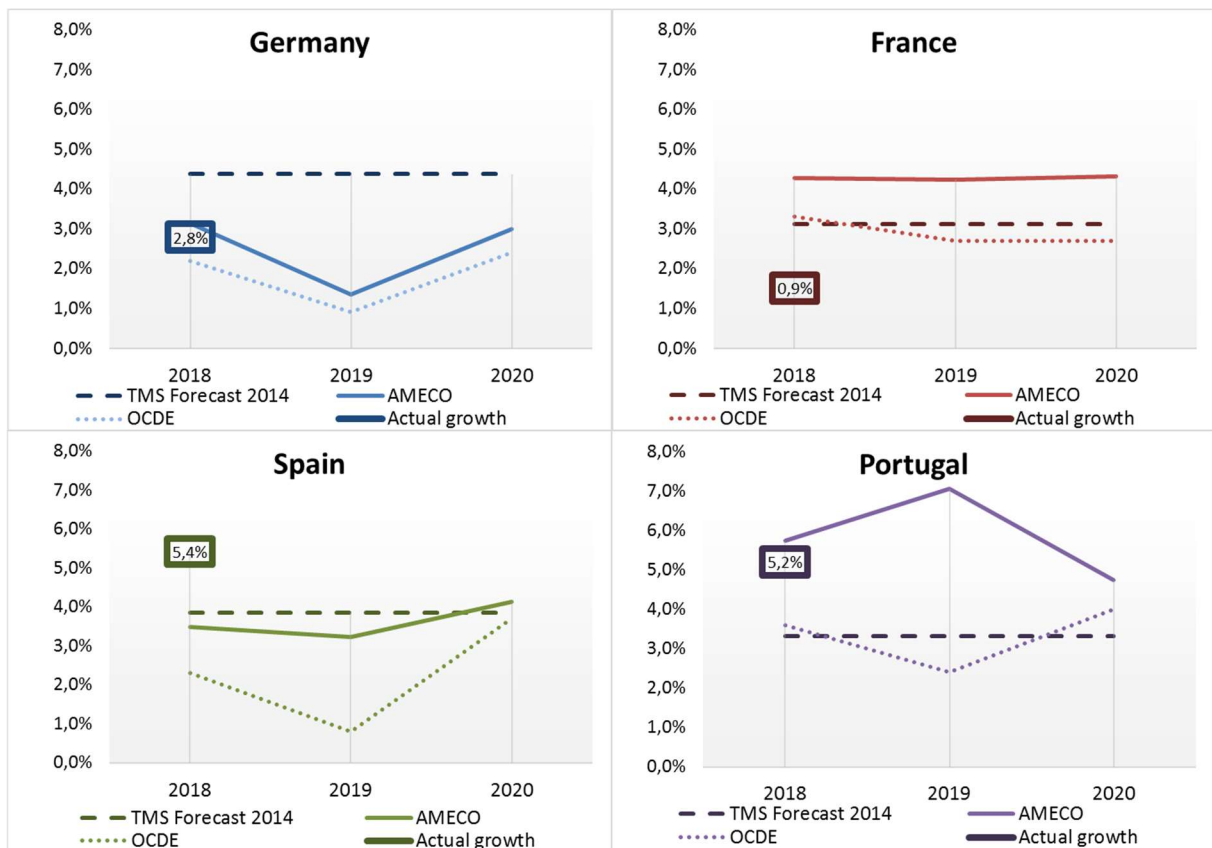 Germany
8,0%
7,0%
6,0%
5,0%
4,0%
3,0%
2,0%
1,0%
0,0%
2,8%
2018 2019 2020
TMS Forecast 2014 AMECO
OCDE Actual growth
France
8,0%
7,0%
6,0%
5,0%
4,0%
3,0%
2,0%
1,0%
0,0%
0,9%
2018 2019 2020
TMS Forecast 2014 AMECO
OCDE Actual growth
Spain
8,0%
7,0%
6,0%
5,0%
4,0%
3,0%
2,0%
1,0%
0,0%
5,4%
2018 2019 2020
TMS Forecast 2014 AMECO
OCDE Actual growth
Portugal
8,0%
7,0%
6,0%
5,0%
4,0%
3,0%
2,0%
1,0%
0,0%
5,2%
2018 2019 2020
TMS Forecast 2014 AMECO
OCDE Actual growth